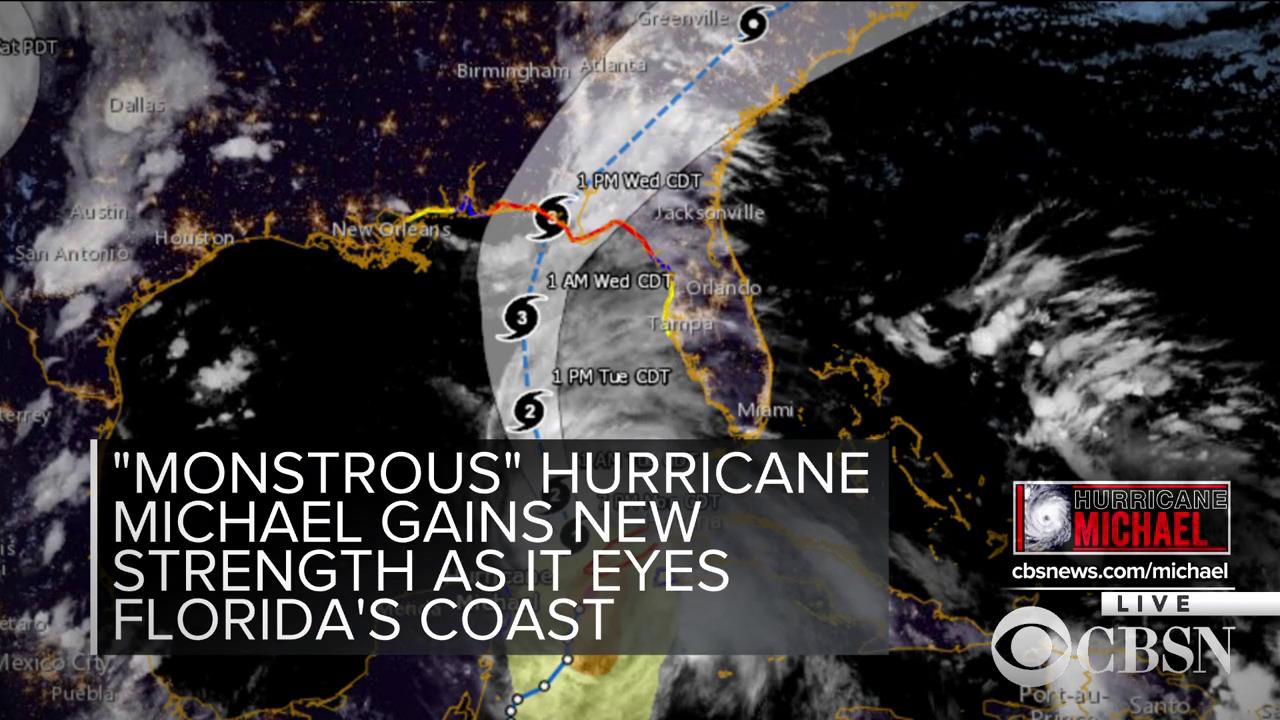 Greenville
at PDT
Birmingham
Atlanta
Dallas
1 PM Wed CDT
Austin
Jacksonville
New Orleans
Houston
San Antonio
3
1 AM Wed CDT
Orlando
3
Tampa
1 PM Tue CDT
2
Miami
"MONSTROUS" HURRICANE
MICHAEL GAINS NEW
STRENGTH AS IT EYES
FLORIDA'S COAST
HURRICANE
MICHAEL
cbsnews.com/michael
LIVE
CBSN
Mexico City
Puebla
Port-au-
Santo